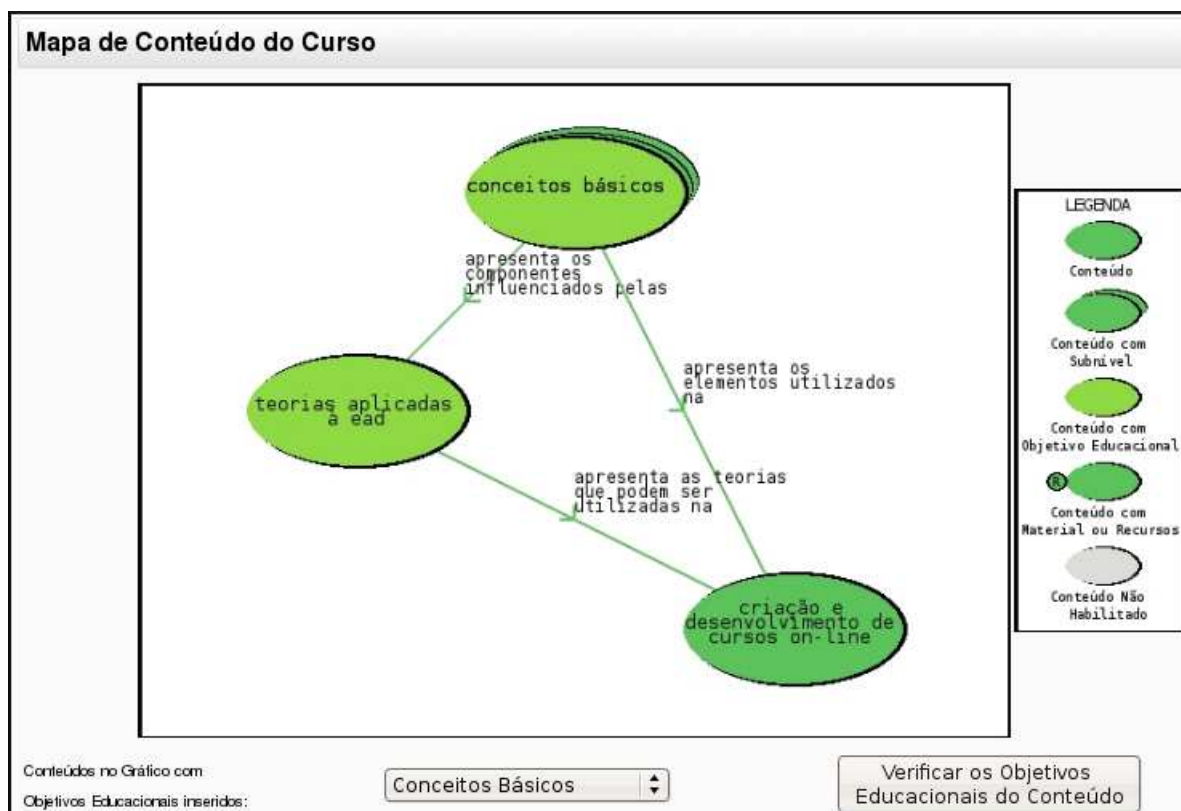 Mapa de Conteúdo do Curso
conceitos básicos
apresenta os
componentes
influenciados pelas
teorias aplicadas
à ead
apresenta os
elementos utilizados
na
apresenta as teorias
que podem ser
utilizadas na
criação e
desenvolvimento de
cursos on-line
LEGENDA
Conteúdo
Conteúdo com
Subnível
Conteúdo com
Objetivo Educacional
R
Conteúdo com
Material ou Recursos
Conteúdo Não
Habilitado
Conteúdos no Gráfico com
Objetivos Educacionais inseridos:
Conceitos Básicos
Verificar os Objetivos
Educacionais do Conteúdo